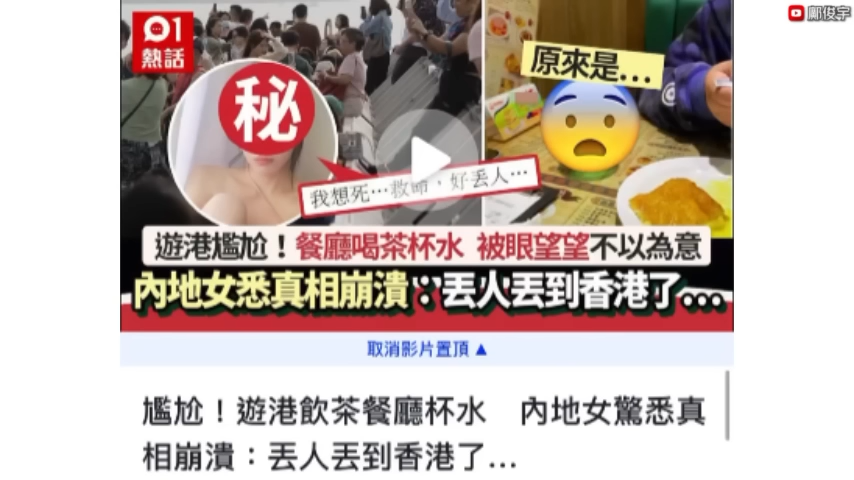 鄺俊宇
01
熱話
秘
原來是...
我想死…救命，好丟人…
遊港尷尬！餐廳喝茶杯水 被眼望望不以為意
內地女悉真相崩潰：丟人丟到香港了...
取消影片置頂 ▲
尷尬！遊港飲茶餐廳杯水　內地女驚悉真
相崩潰：丟人丟到香港了...